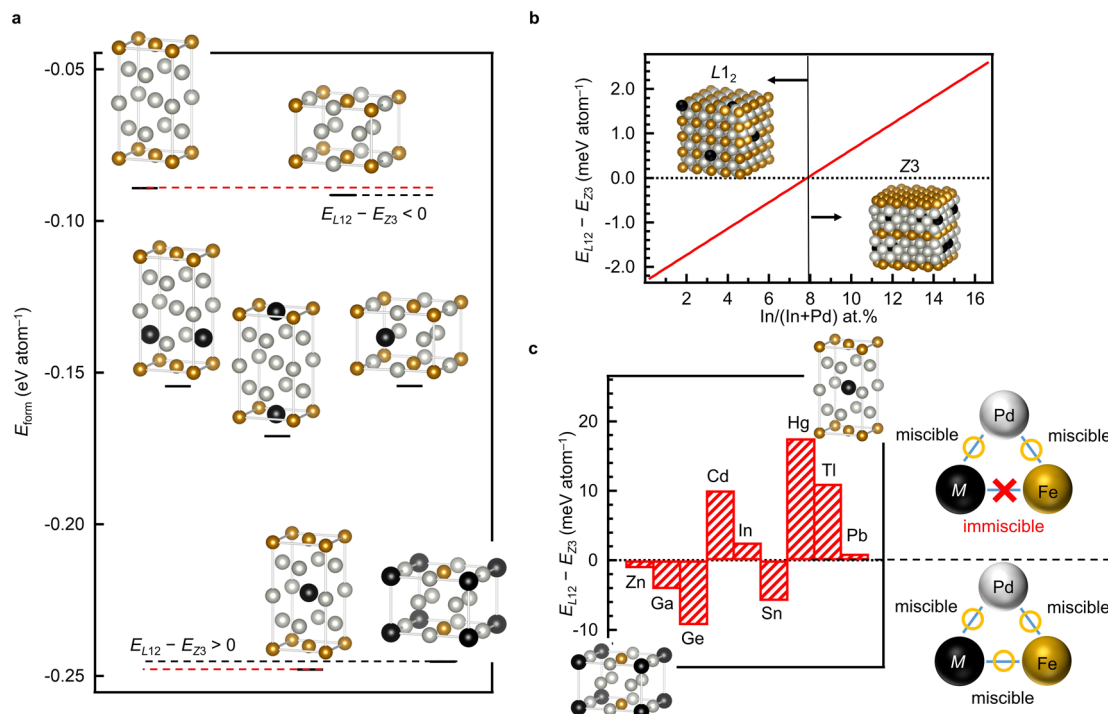 a
-0.05
-0.10
-0.15
-0.20
-0.25
E_form (eV atom⁻¹)
E_L12 − E_Z3 < 0
E_L12 − E_Z3 > 0
b
2.0
1.0
0.0
-1.0
-2.0
E_L12 − E_Z3 (meV atom⁻¹)
L1₂
Z3
2 4 6 8 10 12 14 16
In/(In+Pd) at.%
c
20
10
0
-10
E_L12 − E_Z3 (meV atom⁻¹)
Zn
Ga
Ge
Cd
In
Sn
Hg
Tl
Pb
Pd
miscible
miscible
M
Fe
immiscible
Pd
miscible
miscible
M
Fe
miscible